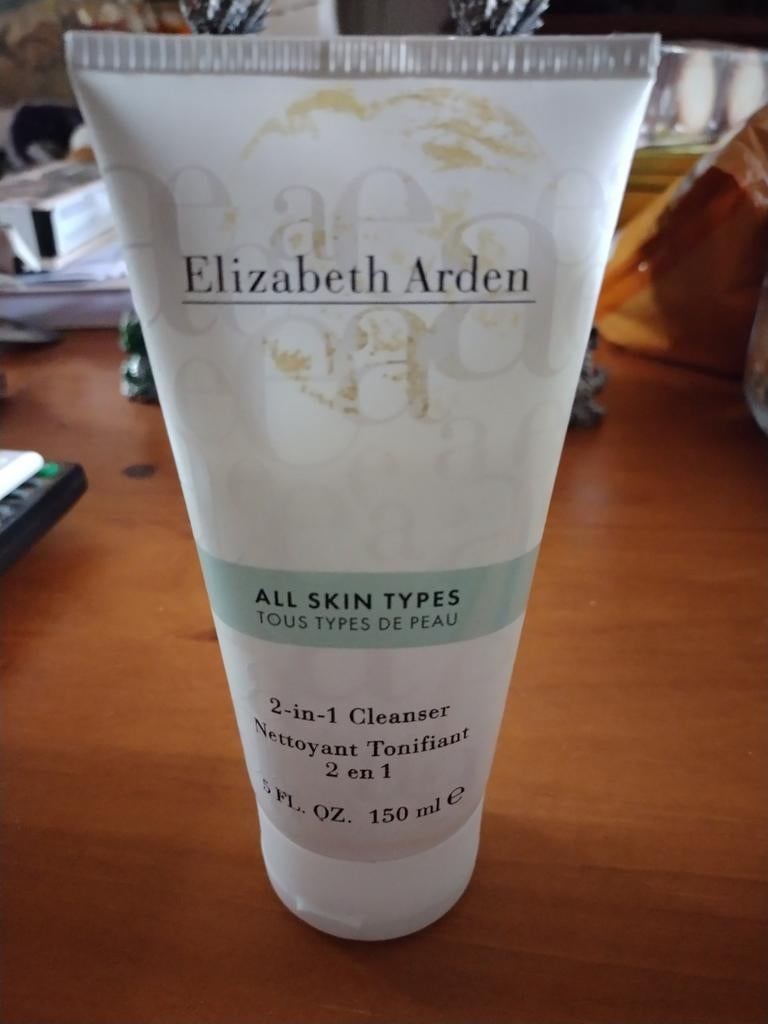 Elizabeth Arden
ALL SKIN TYPES
TOUS TYPES DE PEAU
2-in-1 Cleanser
Nettoyant Tonifiant
2 en 1
5 FL. OZ. 150 ml ℮